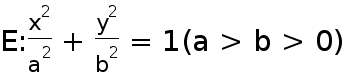 E:x²/a² + y²/b² = 1(a > b > 0)